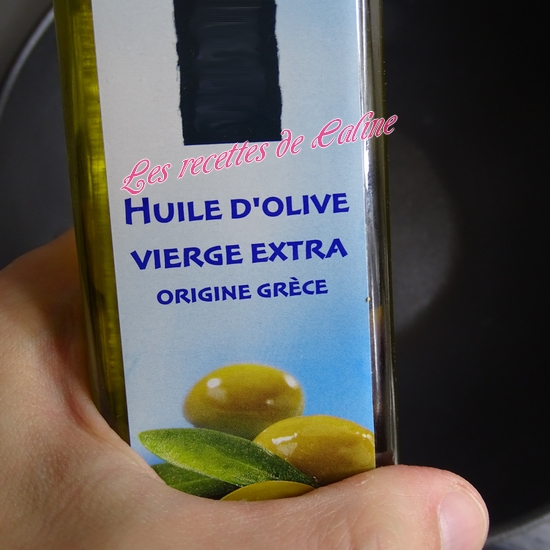 Les recettes de Caline
HUILE D'OLIVE
VIERGE EXTRA
ORIGINE GRÈCE